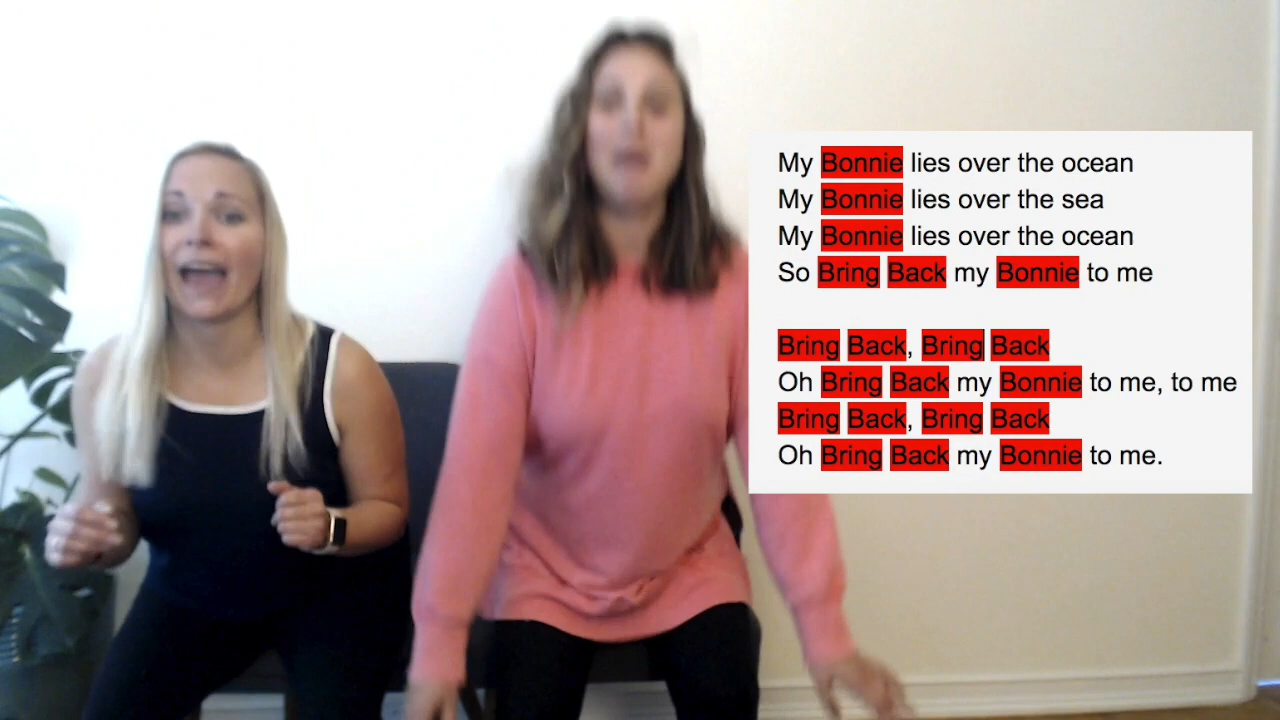 My Bonnie lies over the ocean
My Bonnie lies over the sea
My Bonnie lies over the ocean
So Bring Back my Bonnie to me
Bring Back, Bring Back
Oh Bring Back my Bonnie to me, to me
Bring Back, Bring Back
Oh Bring Back my Bonnie to me.